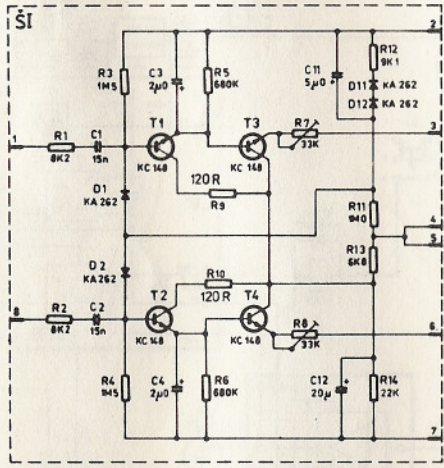 ŠI
2
R12
9K1
R3
1M5
C3
2µ0
+
R5
680K
C11
5µ0
+
D11
KA 262
D12
KA 262
1
R1
8K2
C1
15n
T1
KC 148
T3
KC 148
R7
33K
3
120R
R9
D1
KA 262
R11
9M0
4
5
D2
KA 262
R13
6K8
R10
120R
8
R2
8K2
C2
15n
T2
KC 148
T4
KC 148
R8
33K
6
R4
1M5
C4
2µ0
+
R6
680K
C12
20µ
+
R14
22K
7